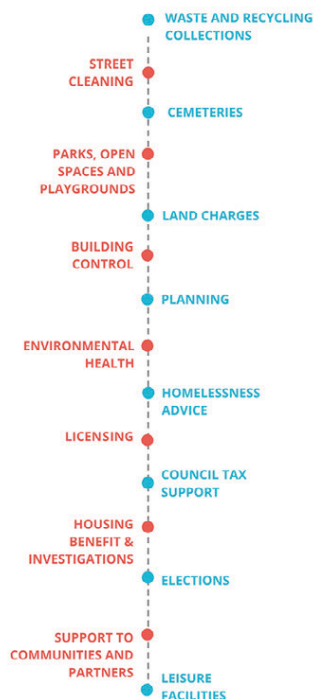 WASTE AND RECYCLING
COLLECTIONS
STREET
CLEANING
CEMETERIES
PARKS, OPEN
SPACES AND
PLAYGROUNDS
LAND CHARGES
BUILDING
CONTROL
PLANNING
ENVIRONMENTAL
HEALTH
HOMELESSNESS
ADVICE
LICENSING
COUNCIL TAX
SUPPORT
HOUSING
BENEFIT &
INVESTIGATIONS
ELECTIONS
SUPPORT TO
COMMUNITIES AND
PARTNERS
LEISURE
FACILITIES